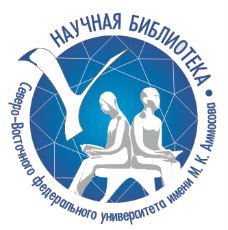 НАУЧНАЯ БИБЛИОТЕКА •
Северо-Восточного федерального университета имени М. К. Аммосова